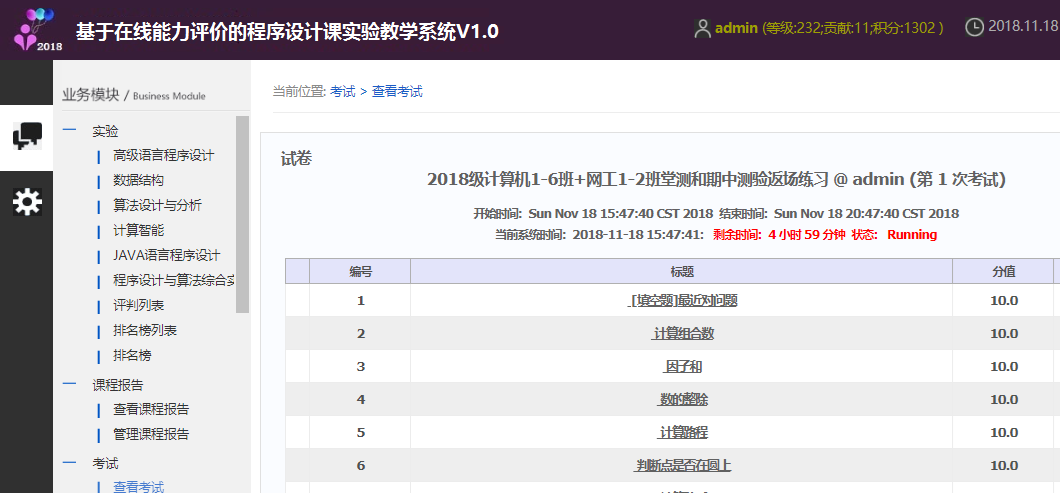 2018
基于在线能力评价的程序设计课实验教学系统V1.0
admin (等级:232;贡献:11;积分:1302 )
2018.11.18
业务模块 / Business Module
实验
高级语言程序设计
数据结构
算法设计与分析
计算智能
JAVA语言程序设计
程序设计与算法综合实
评判列表
排名榜列表
排名榜
课程报告
查看课程报告
管理课程报告
考试
查看考试
当前位置: 考试 > 查看考试
试卷
2018级计算机1-6班+网工1-2班堂测和期中测验返场练习 @ admin (第 1 次考试)
开始时间: Sun Nov 18 15:47:40 CST 2018 结束时间: Sun Nov 18 20:47:40 CST 2018
当前系统时间: 2018-11-18 15:47:41: 剩余时间: 4 小时 59 分钟 状态: Running
编号 标题 分值
1 [填空题]最近对问题 10.0
2 计算组合数 10.0
3 因子和 10.0
4 数的整除 10.0
5 计算路程 10.0
6 判断点是否在圆上 10.0